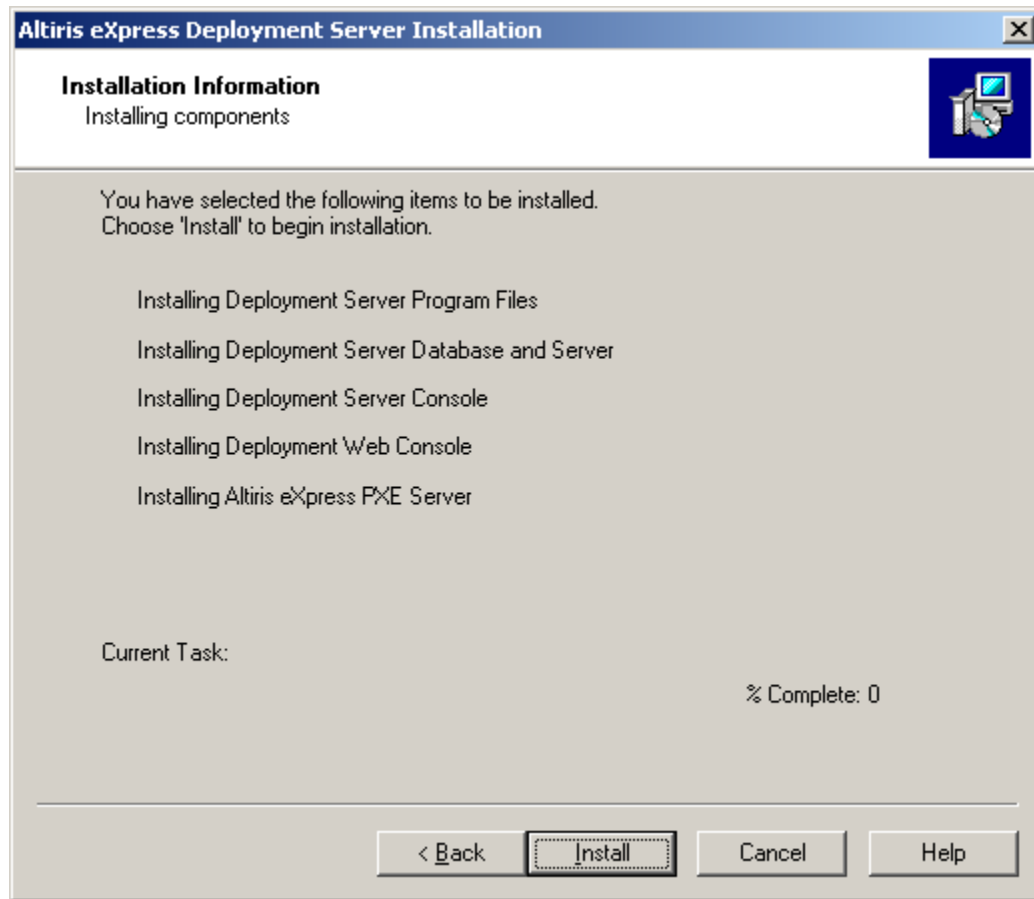 Altiris eXpress Deployment Server Installation
Installation Information
Installing components
You have selected the following items to be installed.
Choose 'Install' to begin installation.
Installing Deployment Server Program Files
Installing Deployment Server Database and Server
Installing Deployment Server Console
Installing Deployment Web Console
Installing Altiris eXpress PXE Server
Current Task:
% Complete: 0
< Back Install Cancel Help